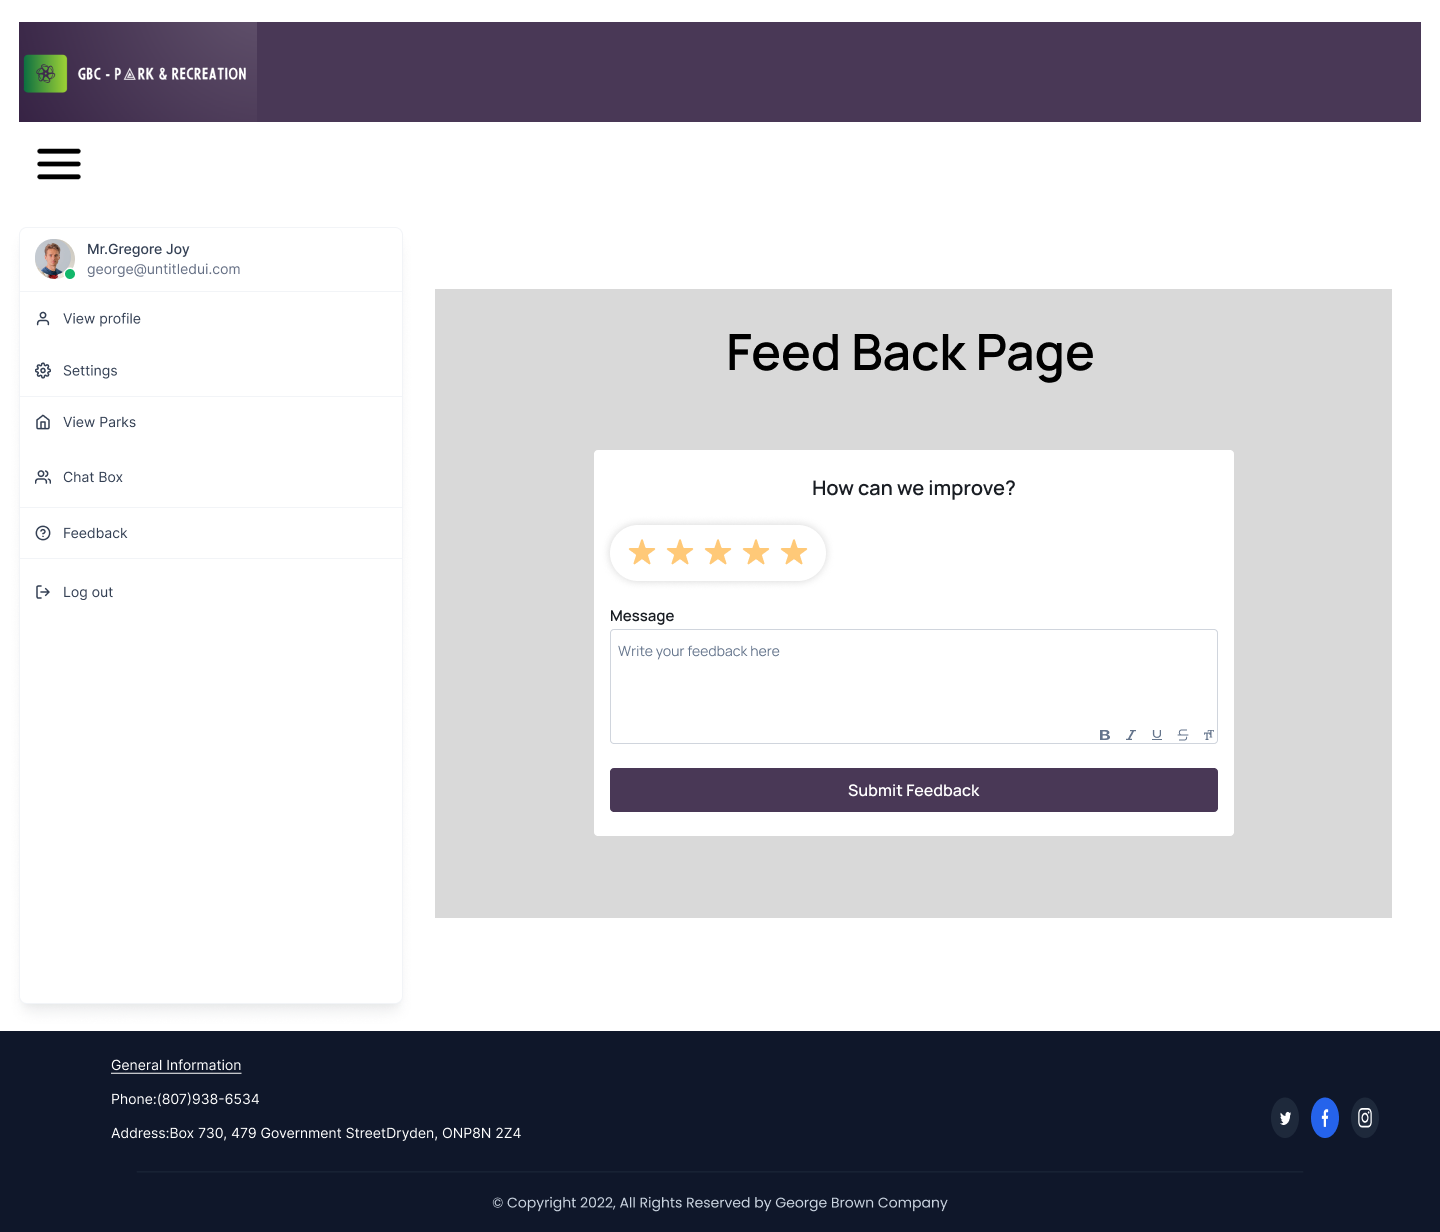 GBC - PARK & RECREATION
Mr.Gregore Joy
george@untitledui.com
View profile
Settings
View Parks
Chat Box
Feedback
Log out
Feed Back Page
How can we improve?
Message
Write your feedback here
B I U S TT
Submit Feedback
General Information
Phone:(807)938-6534
Address:Box 730, 479 Government StreetDryden, ONP8N 2Z4
© Copyright 2022, All Rights Reserved by George Brown Company